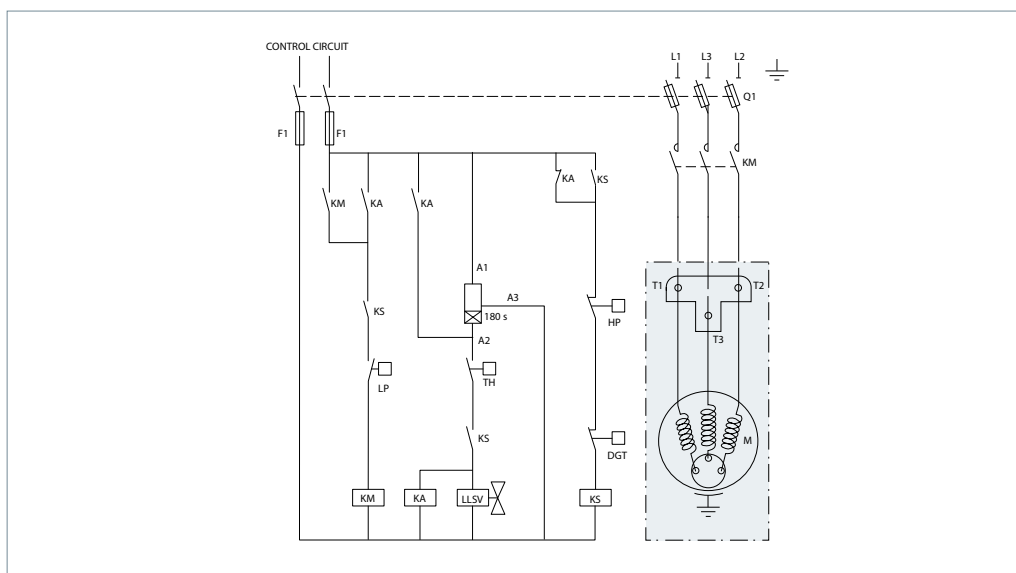 CONTROL CIRCUIT
L1 L3 L2
Q1
F1 F1
KM
KA KS
KM KA KA
A1
T1 T2
A3
KS 180 s HP
A2 T3
LP TH
KS M
DGT
KM KA LLSV KS